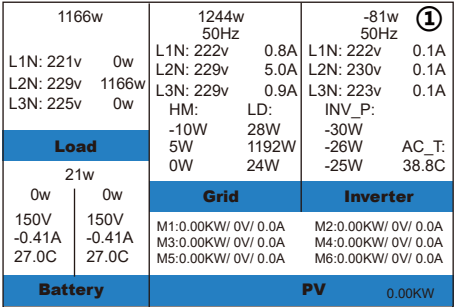 1166w
L1N: 221v 0w
L2N: 229v 1166w
L3N: 225v 0w
Load
1244w
50Hz
L1N: 222v 0.8A
L2N: 229v 5.0A
L3N: 229v 0.9A
HM: LD:
-10W 28W
5W 1192W
0W 24W
Grid
-81w ①
50Hz
L1N: 222v 0.1A
L2N: 230v 0.1A
L3N: 223v 0.1A
INV_P:
-30W
-26W AC_T:
-25W 38.8C
Inverter
21w
0w 0w
150V 150V
-0.41A -0.41A
27.0C 27.0C
Battery
M1:0.00KW/ 0V/ 0.0A M2:0.00KW/ 0V/ 0.0A
M3:0.00KW/ 0V/ 0.0A M4:0.00KW/ 0V/ 0.0A
M5:0.00KW/ 0V/ 0.0A M6:0.00KW/ 0V/ 0.0A
PV 0.00KW